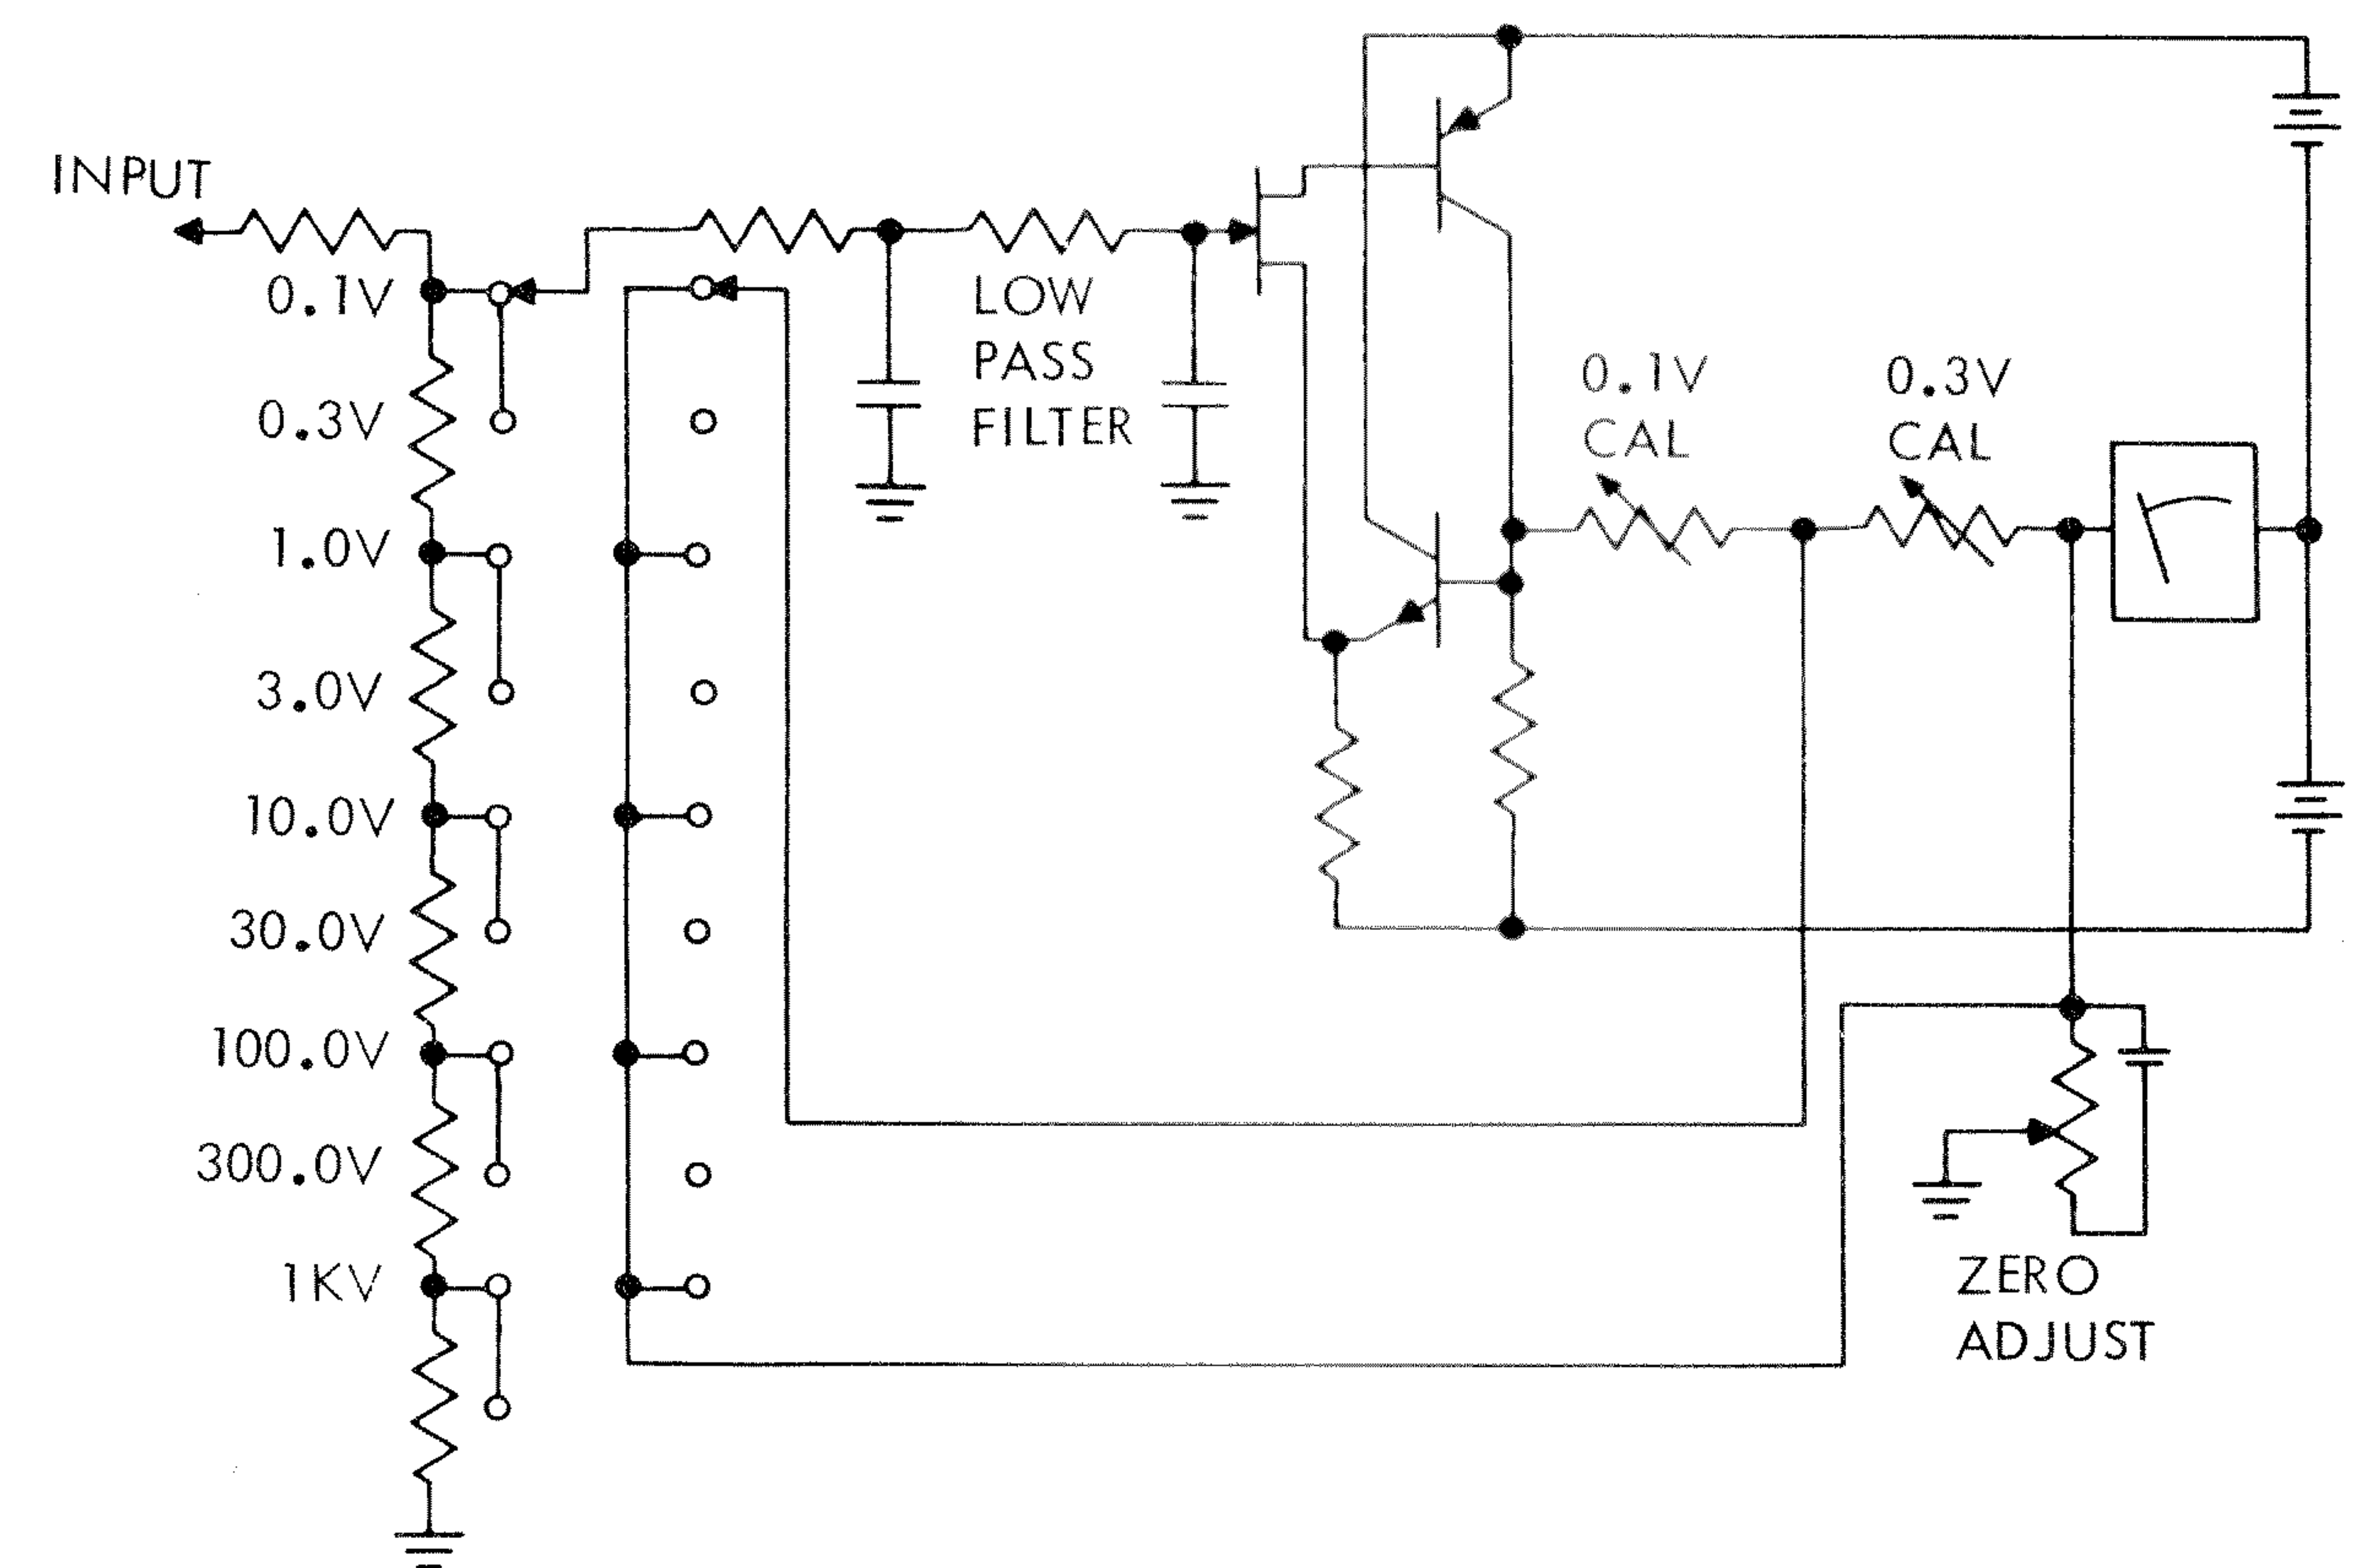 INPUT
0.1V
0.3V
1.0V
3.0V
10.0V
30.0V
100.0V
300.0V
1KV
LOW
PASS
FILTER
0.1V
CAL
0.3V
CAL
ZERO
ADJUST